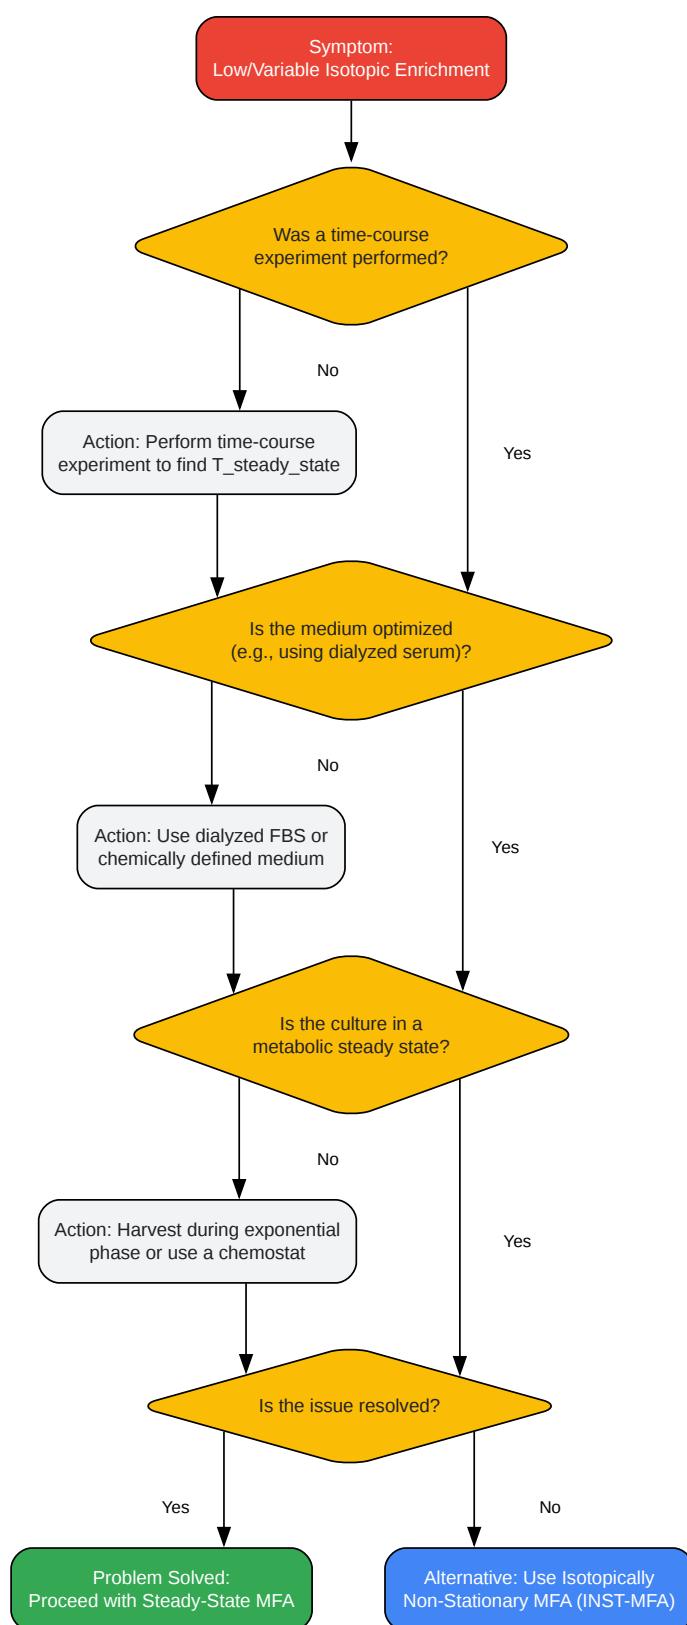 Symptom:
Low/Variable Isotopic Enrichment
Was a time-course
experiment performed?
No
Action: Perform time-course
experiment to find T_steady_state
Yes
Is the medium optimized
(e.g., using dialyzed serum)?
No
Action: Use dialyzed FBS or
chemically defined medium
Yes
Is the culture in a
metabolic steady state?
No
Action: Harvest during exponential
phase or use a chemostat
Yes
Is the issue resolved?
Yes
No
Problem Solved:
Proceed with Steady-State MFA
Alternative: Use Isotopically
Non-Stationary MFA (INST-MFA)